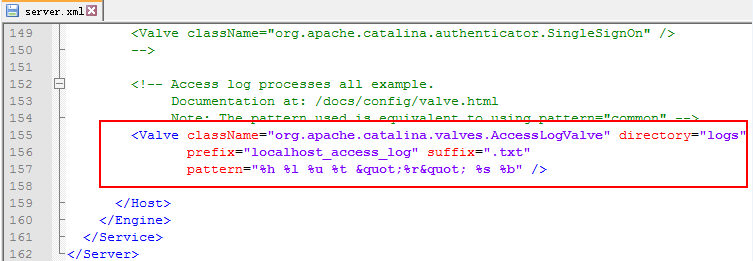 server.xml
149 <Valve className="org.apache.catalina.authenticator.SingleSignOn" />
150 -->
151
152 <!-- Access log processes all example.
153 Documentation at: /docs/config/valve.html
154 Note: The pattern used is equivalent to using pattern="common" -->
155 <Valve className="org.apache.catalina.valves.AccessLogValve" directory="logs"
156 prefix="localhost_access_log" suffix=".txt"
157 pattern="%h %l %u %t &quot;%r&quot; %s %b" />
158
159 </Host>
160 </Engine>
161 </Service>
162 </Server>